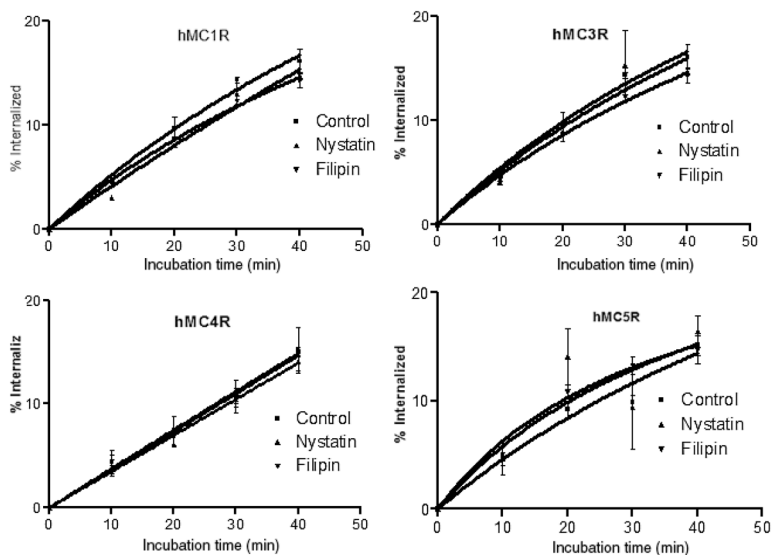 hMC1R
% Internalized
20
10
0
Control
Nystatin
Filipin
0 10 20 30 40 50
Incubation time (min)
hMC3R
% Internalized
20
10
0
Control
Nystatin
Filipin
0 10 20 30 40 50
Incubation time (min)
hMC4R
% Internaliz
20
10
0
Control
Nystatin
Filipin
0 10 20 30 40 50
Incubation time (min)
hMC5R
% Internalized
20
10
0
Control
Nystatin
Filipin
0 10 20 30 40 50
Incubation time (min)